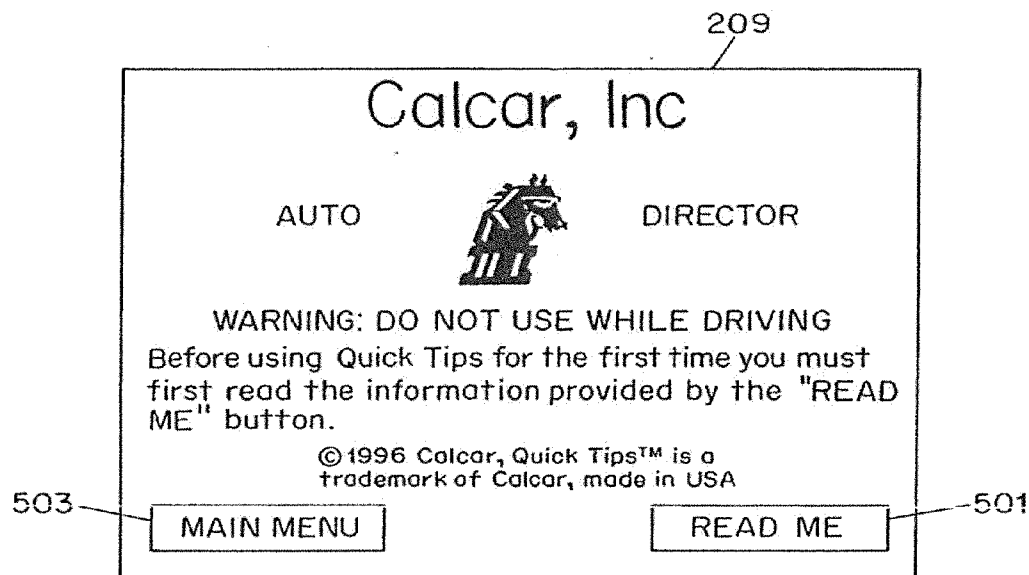 209
Calcar, Inc
AUTO DIRECTOR
WARNING: DO NOT USE WHILE DRIVING
Before using Quick Tips for the first time you must
first read the information provided by the "READ
ME" button.
©1996 Calcar, Quick Tips™ is a
trademark of Calcar, made in USA
503 MAIN MENU READ ME 501